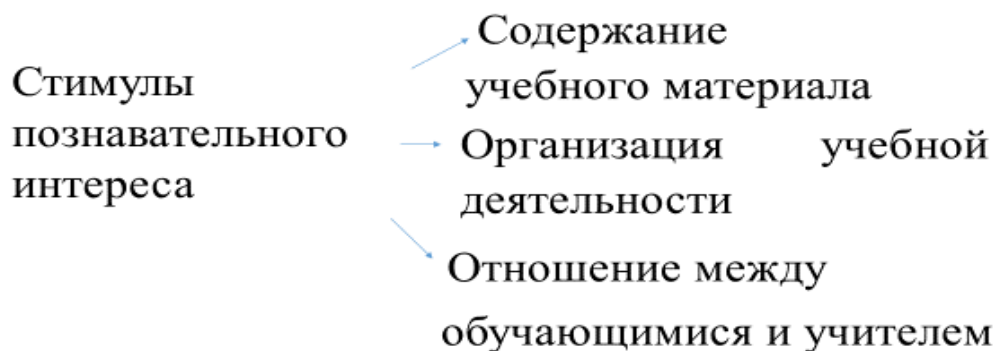 Стимулы
познавательного
интереса
Содержание
учебного материала
Организация учебной
деятельности
Отношение между
обучающимися и учителем